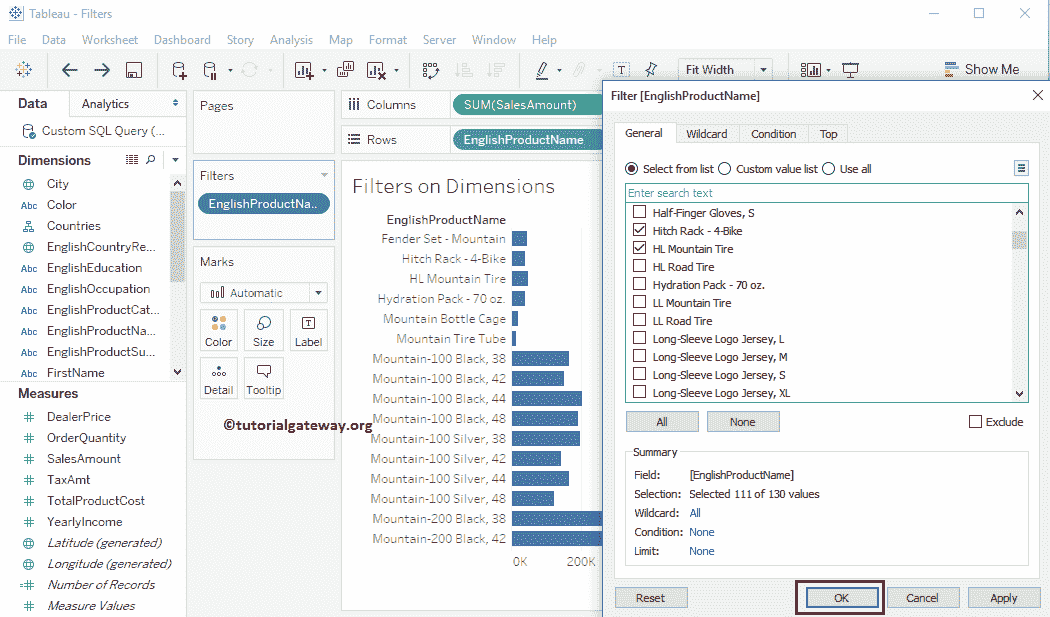 Tableau - Filters
File Data Worksheet Dashboard Story Analysis Map Format Server Window Help
T Fit Width Show Me
Data Analytics
Custom SQL Query (...
Dimensions
City
Abc Color
Countries
EnglishCountryRe...
Abc EnglishEducation
Abc EnglishOccupation
Abc EnglishProductCat...
Abc EnglishProductNa...
Abc EnglishProductSu...
Abc FirstName
Measures
DealerPrice
OrderQuantity
SalesAmount
TaxAmt
TotalProductCost
YearlyIncome
Latitude (generated)
Longitude (generated)
Number of Records
Measure Values
Pages
Filters
EnglishProductNa..
Marks
Automatic
Color Size T Label
Detail Tooltip
©tutorialgateway.org
Columns SUM(SalesAmount)
Rows EnglishProductName
Filters on Dimensions
EnglishProductName
Fender Set - Mountain
Hitch Rack - 4-Bike
HL Mountain Tire
Hydration Pack - 70 oz.
Mountain Bottle Cage
Mountain Tire Tube
Mountain-100 Black, 38
Mountain-100 Black, 42
Mountain-100 Black, 44
Mountain-100 Black, 48
Mountain-100 Silver, 38
Mountain-100 Silver, 42
Mountain-100 Silver, 44
Mountain-100 Silver, 48
Mountain-200 Black, 38
Mountain-200 Black, 42
0K 200K
Filter [EnglishProductName]
General Wildcard Condition Top
Select from list Custom value list Use all
Enter search text
Half-Finger Gloves, S
Hitch Rack - 4-Bike
HL Mountain Tire
HL Road Tire
Hydration Pack - 70 oz.
LL Mountain Tire
LL Road Tire
Long-Sleeve Logo Jersey, L
Long-Sleeve Logo Jersey, M
Long-Sleeve Logo Jersey, S
Long-Sleeve Logo Jersey, XL
All None Exclude
Summary
Field: [EnglishProductName]
Selection: Selected 111 of 130 values
Wildcard: All
Condition: None
Limit: None
Reset OK Cancel Apply